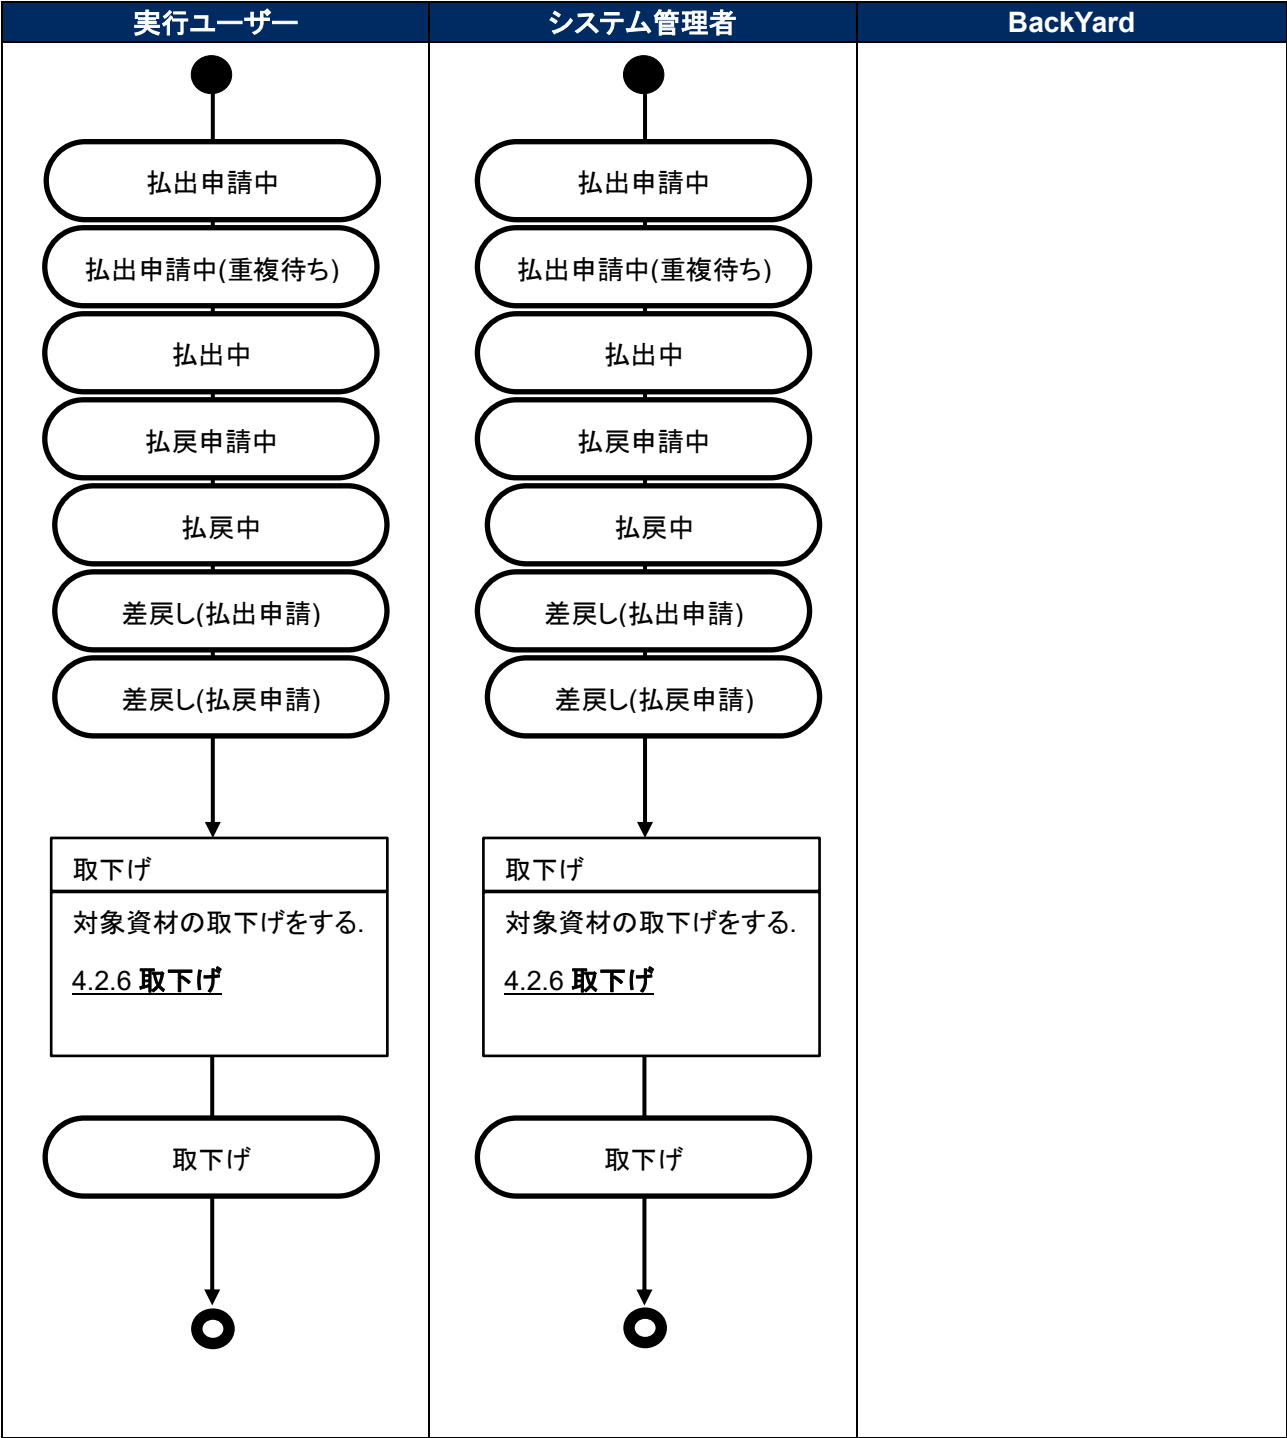 実行ユーザー
システム管理者
BackYard
払出申請中
払出申請中(重複待ち)
払出中
払戻申請中
払戻中
差戻し(払出申請)
差戻し(払戻申請)
取下げ
対象資材の取下げをする.
4.2.6 取下げ
取下げ
払出申請中
払出申請中(重複待ち)
払出中
払戻申請中
払戻中
差戻し(払出申請)
差戻し(払戻申請)
取下げ
対象資材の取下げをする.
4.2.6 取下げ
取下げ